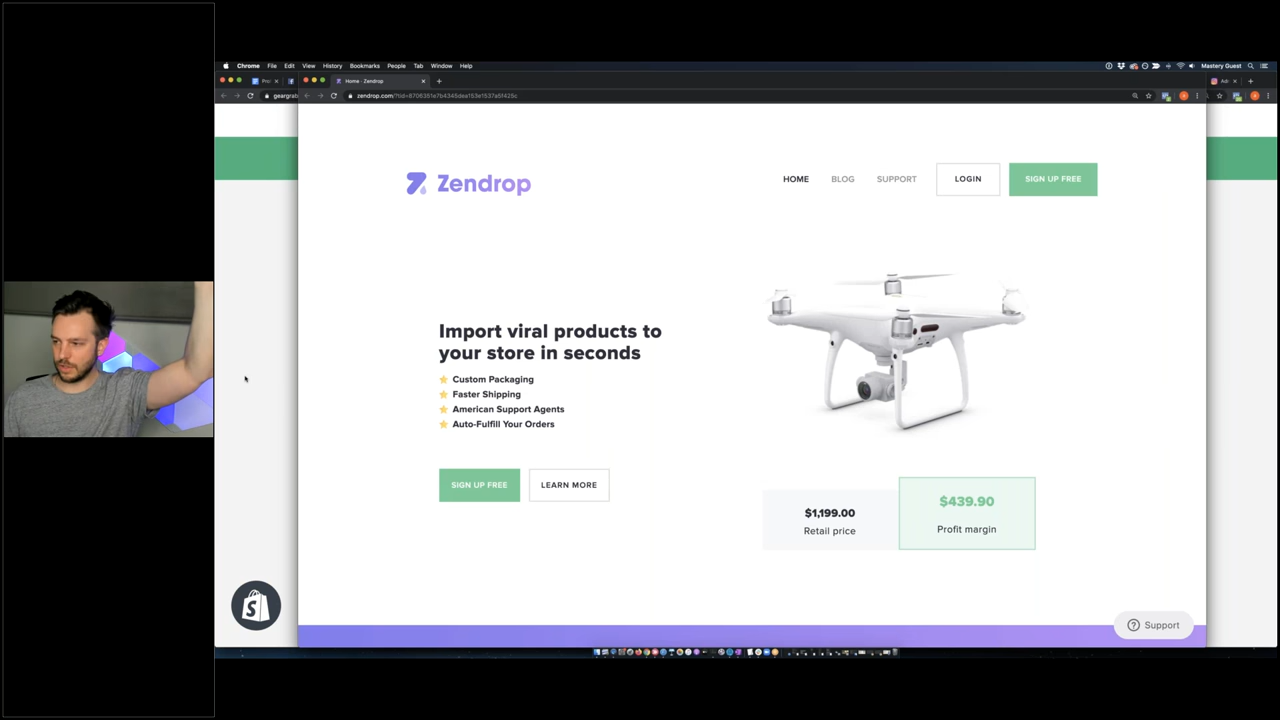 Chrome File Edit View History Bookmarks People Tab Window Help Mastery Guest
Home - Zendrop
zendrop.com/
Zendrop
HOME BLOG SUPPORT LOGIN SIGN UP FREE
Import viral products to
your store in seconds
Custom Packaging
Faster Shipping
American Support Agents
Auto-Fulfill Your Orders
SIGN UP FREE LEARN MORE
$1,199.00
Retail price
$439.90
Profit margin
Support